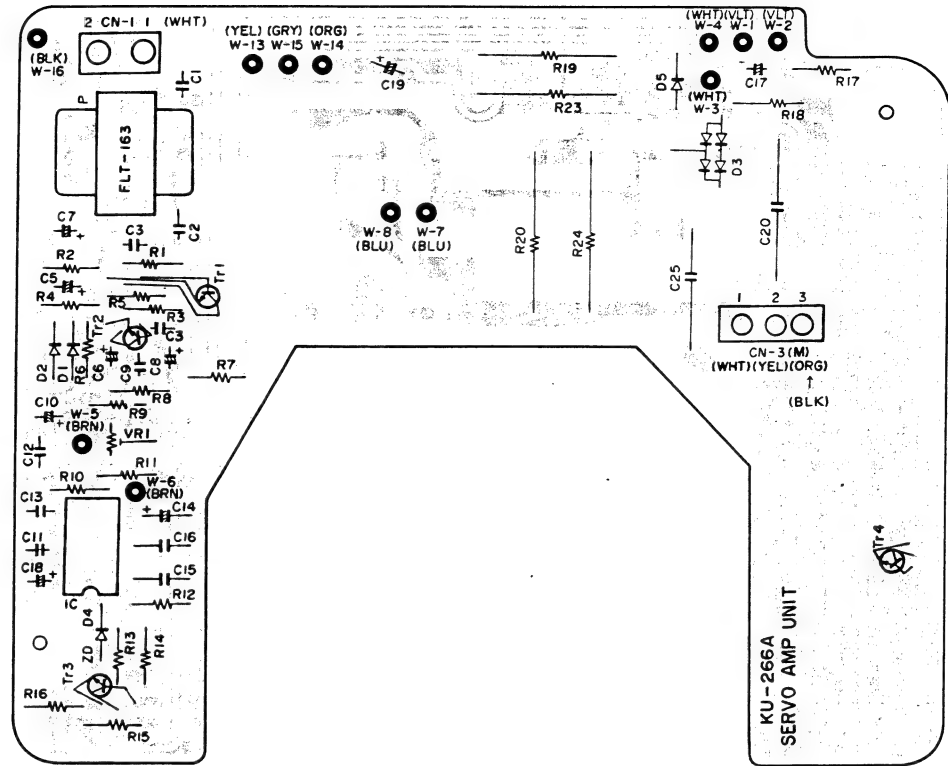 2 CN-1 1 (WHT)
(BLK)
W-16
(YEL) (GRY) (ORG)
W-13 W-15 W-14
(WHT)(VLT) (VLT)
W-4 W-1 W-2
C1
+
C19
R19
R23
D5
(WHT)
W-3
-
C17
R17
R18
D3
P
FLT-163
C7
+
C3
C2
W-8 W-7
(BLU) (BLU)
R20
R24
C20
C25
R2
R1
C5
+
R4
R5
Tr1
R3
Tr2
C3
1 2 3
CN-3(M)
(WHT)(YEL)(ORG)
↑
(BLK)
D2
D1
R6
+
C6
C9
C8
+
R7
R8
C10
+
R9
W-5
(BRN)
VR1
C12
R11
R10
W-6
(BRN)
C13
+
C14
C11
C16
C18
+
C15
R12
IC
D4
ZD
R13
R14
Tr3
R16
R15
Tr4
KU-266A
SERVO AMP UNIT